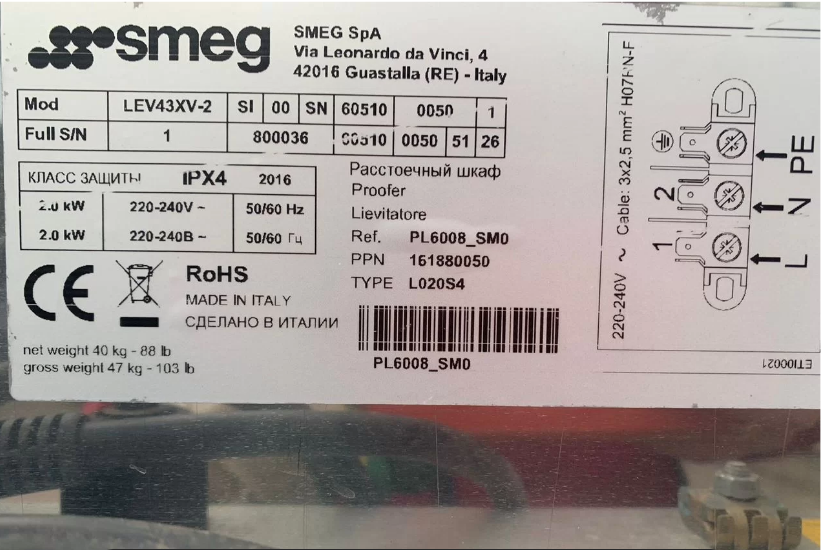 smeg
SMEG SpA
Via Leonardo da Vinci, 4
42016 Guastalla (RE) - Italy
Mod LEV43XV-2 SI 00 SN 60510 0050 1
Full S/N 1 800036 60510 0050 51 26
КЛАСС ЗАЩИТЫ IPX4 2016
2.0 kW 220-240V ~ 50/60 Hz
2.0 kW 220-240В ~ 50/60 Гц
CE RoHS
MADE IN ITALY
СДЕЛАНО В ИТАЛИИ
net weight 40 kg - 88 lb
gross weight 47 kg - 103 lb
Расстоечный шкаф
Proofer
Lievitatore
Ref. PL6008_SM0
PPN 161880050
TYPE L020S4
PL6008_SM0
220-240V ~ Cable: 3x2,5 mm² H07RN-F
1 2
L N PE
ET100021